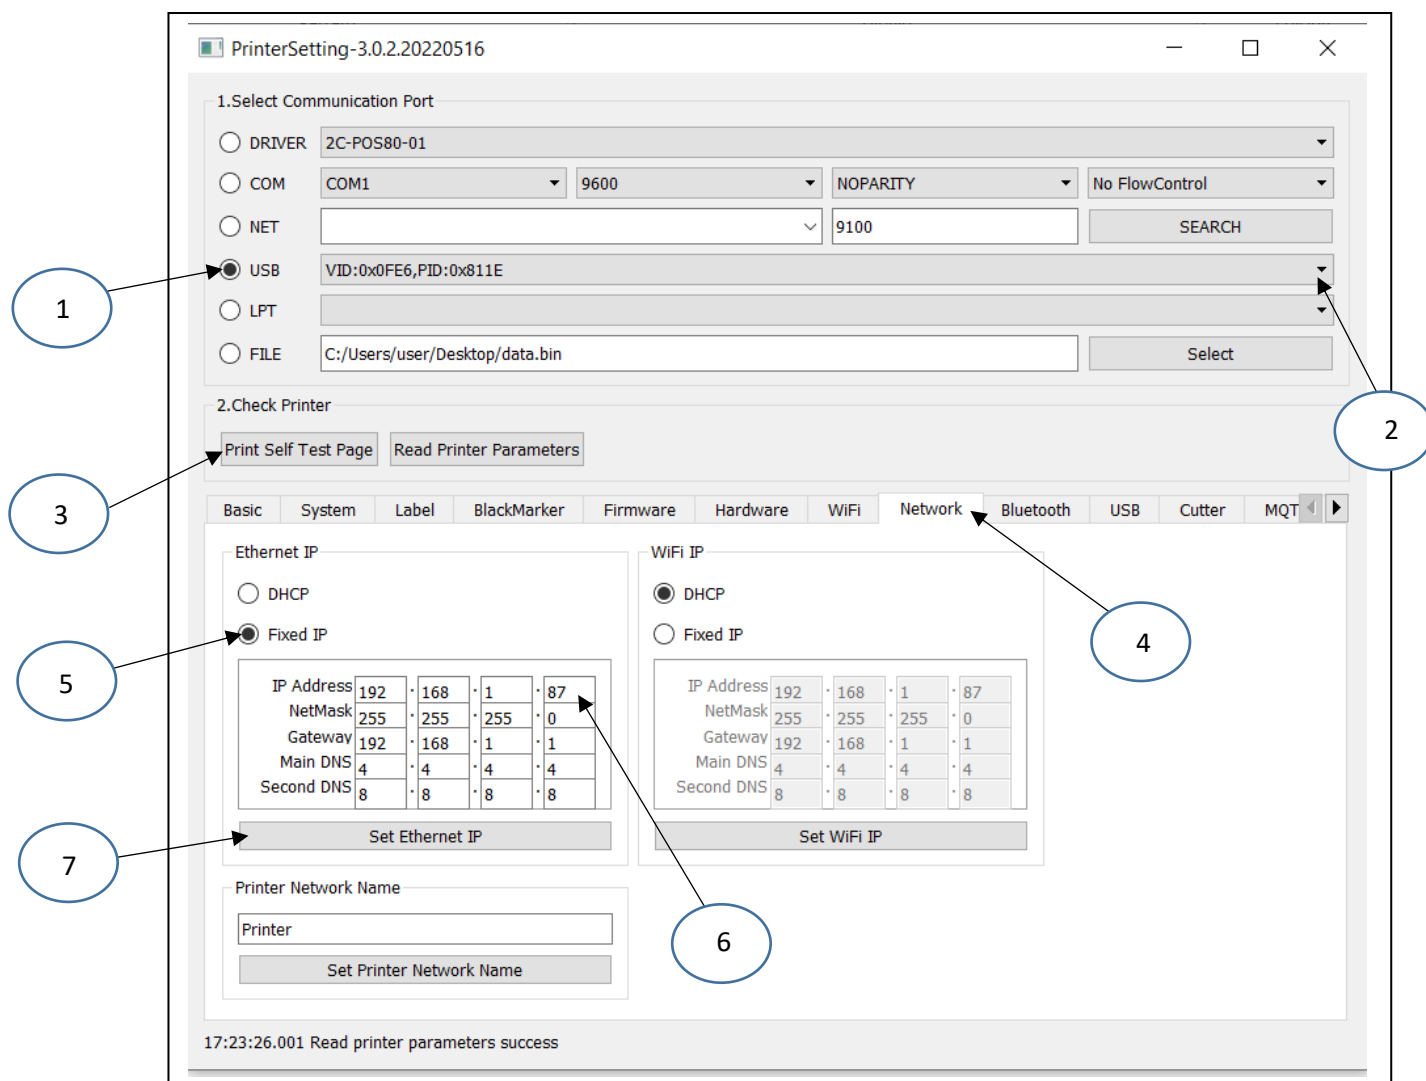 PrinterSetting-3.0.2.20220516
1.Select Communication Port
DRIVER 2C-POS80-01
COM COM1 9600 NOPARITY No FlowControl
NET 9100 SEARCH
USB VID:0x0FE6,PID:0x811E
1
LPT
FILE C:/Users/user/Desktop/data.bin Select
2.Check Printer
2
Print Self Test Page Read Printer Parameters
3
Basic System Label BlackMarker Firmware Hardware WiFi Network Bluetooth USB Cutter MQT
Ethernet IP
DHCP
Fixed IP
5
IP Address 192 . 168 . 1 . 87
NetMask 255 . 255 . 255 . 0
Gateway 192 . 168 . 1 . 1
Main DNS 4 . 4 . 4 . 4
Second DNS 8 . 8 . 8 . 8
Set Ethernet IP
7
WiFi IP
DHCP
Fixed IP
4
IP Address 192 . 168 . 1 . 87
NetMask 255 . 255 . 255 . 0
Gateway 192 . 168 . 1 . 1
Main DNS 4 . 4 . 4 . 4
Second DNS 8 . 8 . 8 . 8
Set WiFi IP
Printer Network Name
Printer
6
Set Printer Network Name
17:23:26.001 Read printer parameters success